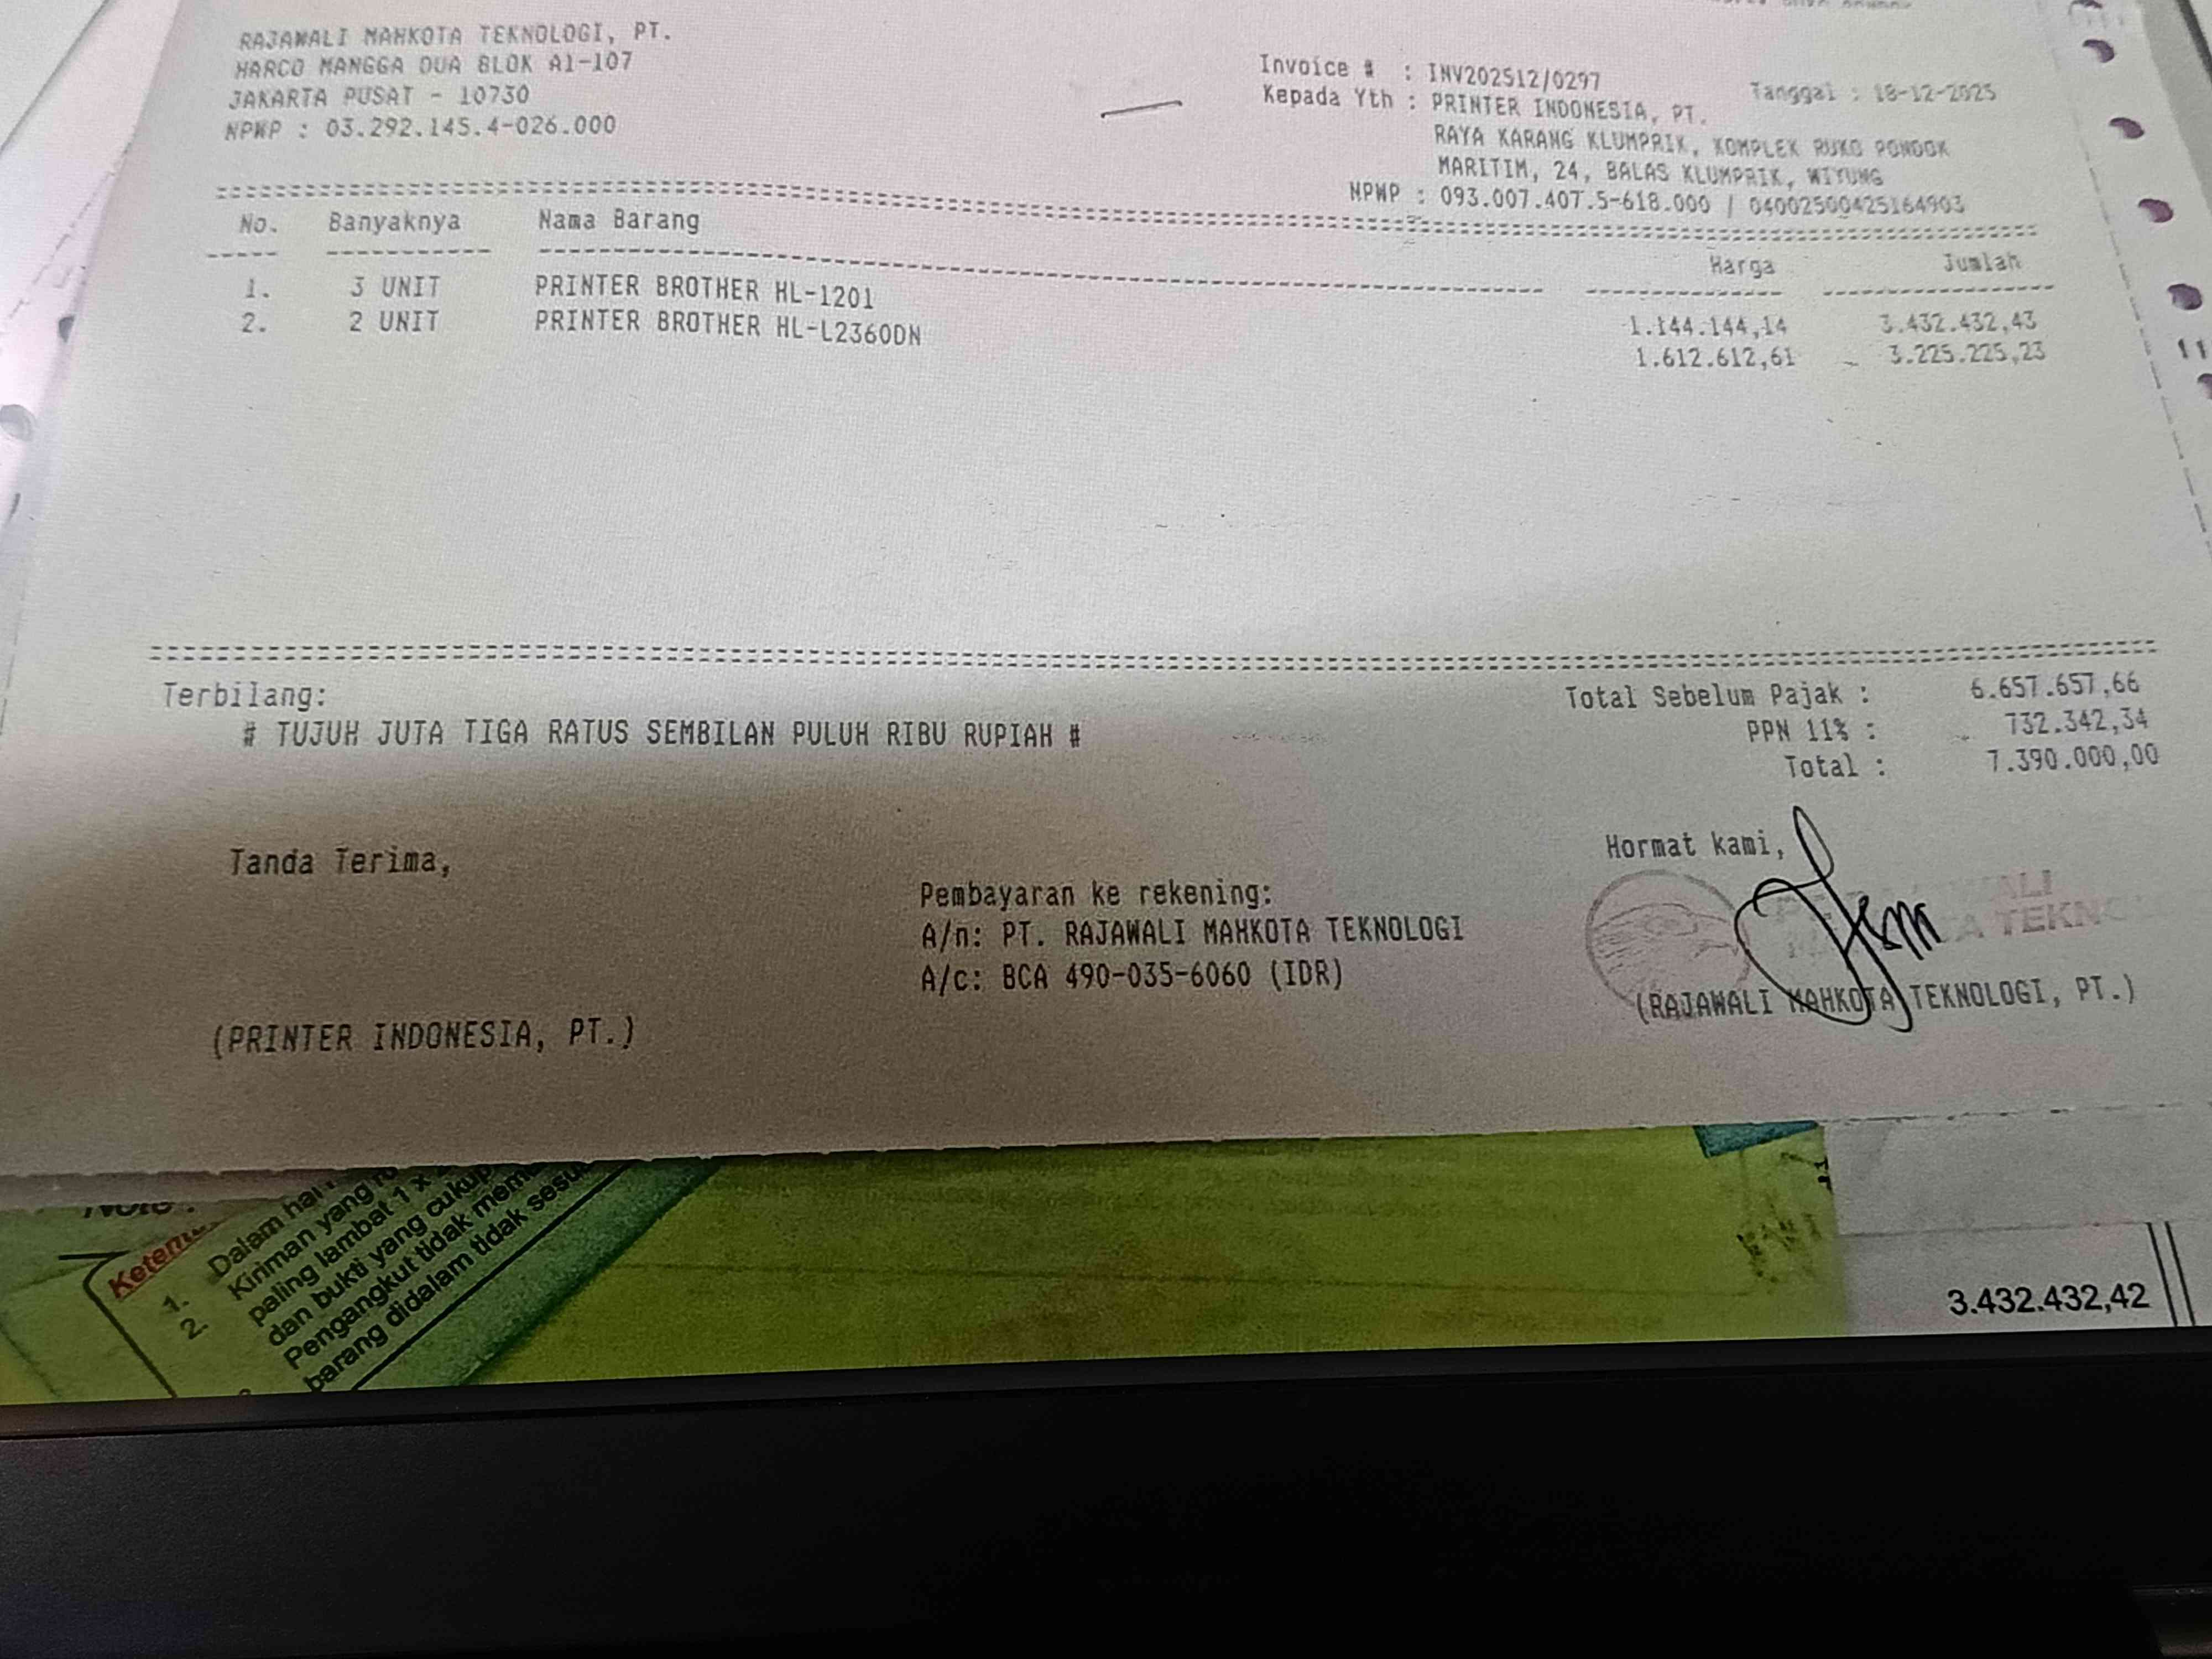 RAJAWALI MAHKOTA TEKNOLOGI, PT.
HARCO MANGGA DUA BLOK A1-107
JAKARTA PUSAT - 10730
NPWP : 03.292.145.4-026.000
Invoice # : INV202512/0297
Tanggal : 18-12-2025
Kepada Yth : PRINTER INDONESIA, PT.
RAYA KARANG KLUMPRIK, KOMPLEK RUKO PONDOK
MARITIM, 24, BALAS KLUMPRIK, WIYUNG
NPWP : 093.007.407.5-618.000 / 04002500425164903
No. Banyaknya Nama Barang Harga Jumlah
1. 3 UNIT PRINTER BROTHER HL-1201 1.144.144,14 3.432.432,43
2. 2 UNIT PRINTER BROTHER HL-L2360DN 1.612.612,61 3.225.225,23
Terbilang:
# TUJUH JUTA TIGA RATUS SEMBILAN PULUH RIBU RUPIAH #
Total Sebelum Pajak : 6.657.657,66
PPN 11% : 732.342,34
Total : 7.390.000,00
Tanda Terima,
(PRINTER INDONESIA, PT.)
Pembayaran ke rekening:
A/n: PT. RAJAWALI MAHKOTA TEKNOLOGI
A/c: BCA 490-035-6060 (IDR)
Hormat kami,
(RAJAWALI MAHKOTA TEKNOLOGI, PT.)
1. Dalam hal
2. Kiriman yang
paling lambat 1 x
dan bukti yang cukup
Pengangkut tidak
barang didalam tidak
3.432.432,42